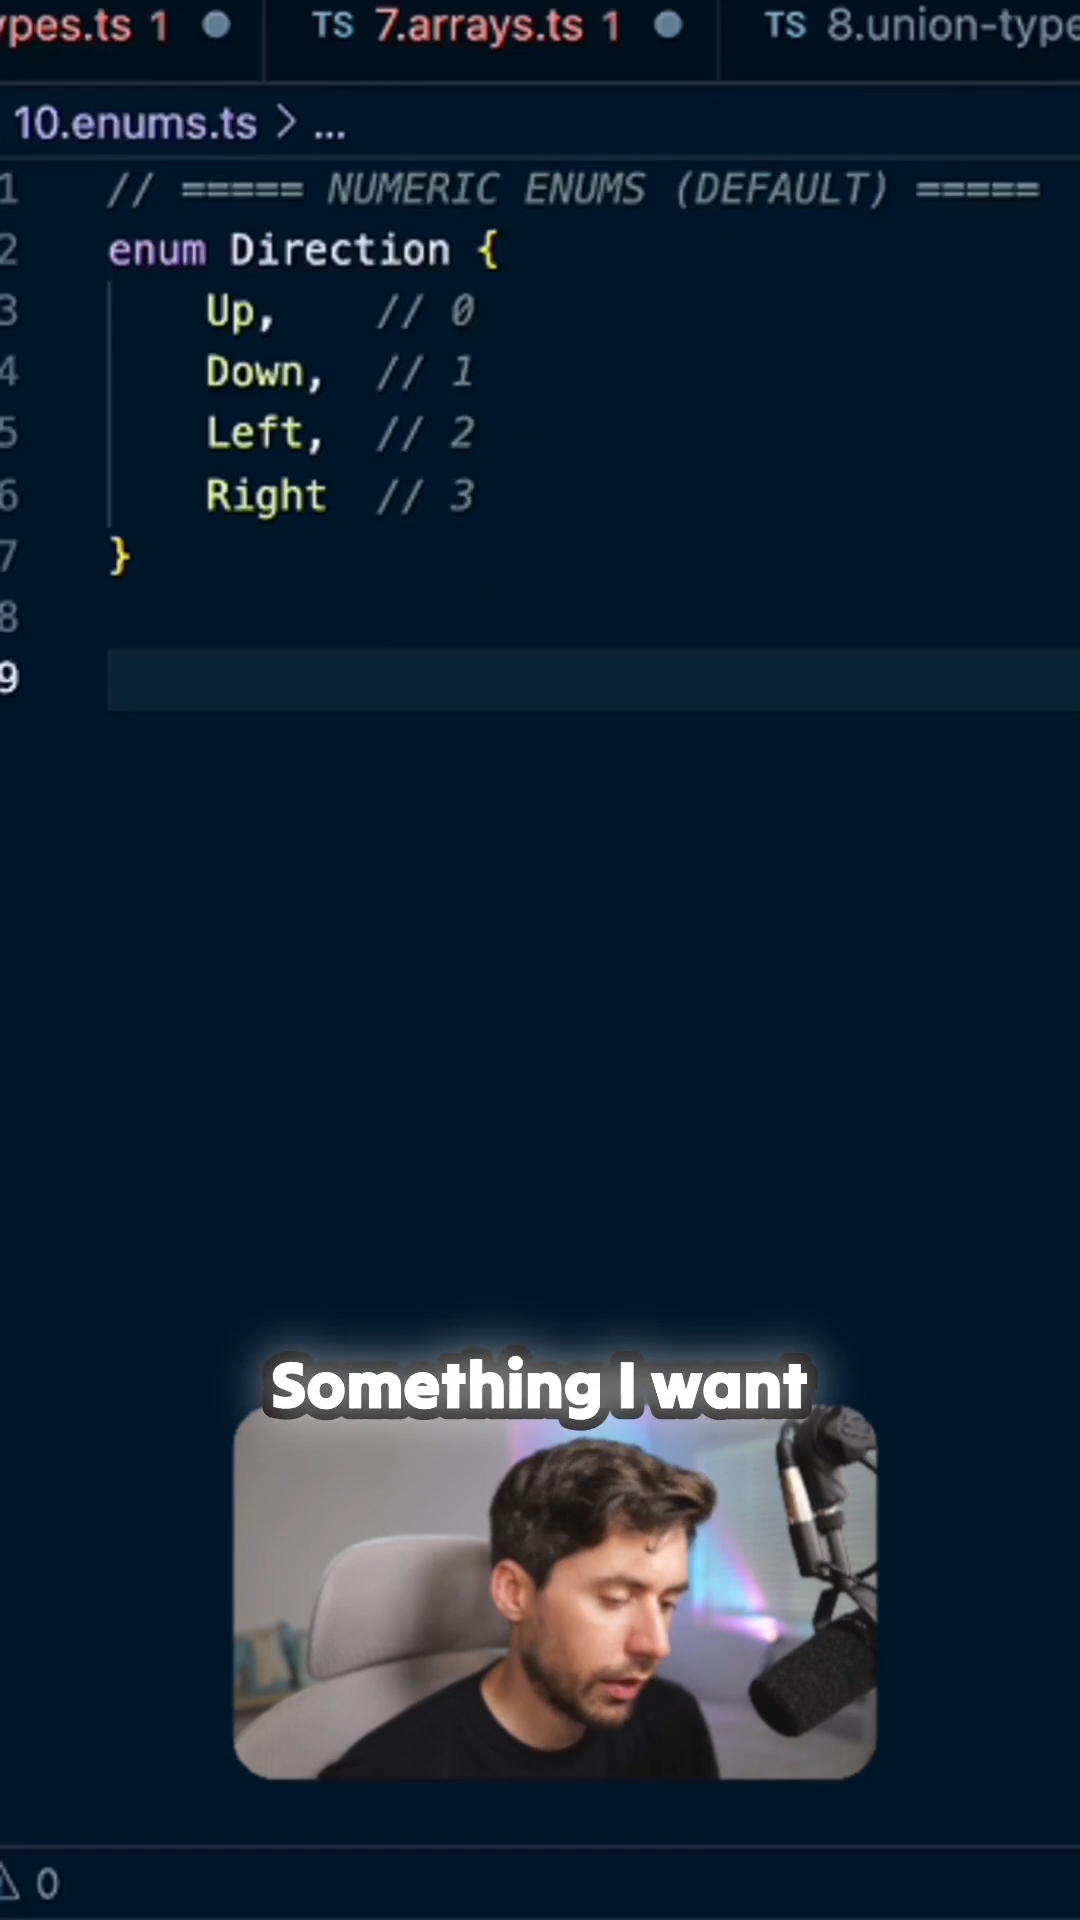 ypes.ts 1 TS 7.arrays.ts 1 TS 8.union-type
10.enums.ts > ...
1 // ===== NUMERIC ENUMS (DEFAULT) =====
2 enum Direction {
3 Up, // 0
4 Down, // 1
5 Left, // 2
6 Right // 3
7 }
8
9
Something I want
0